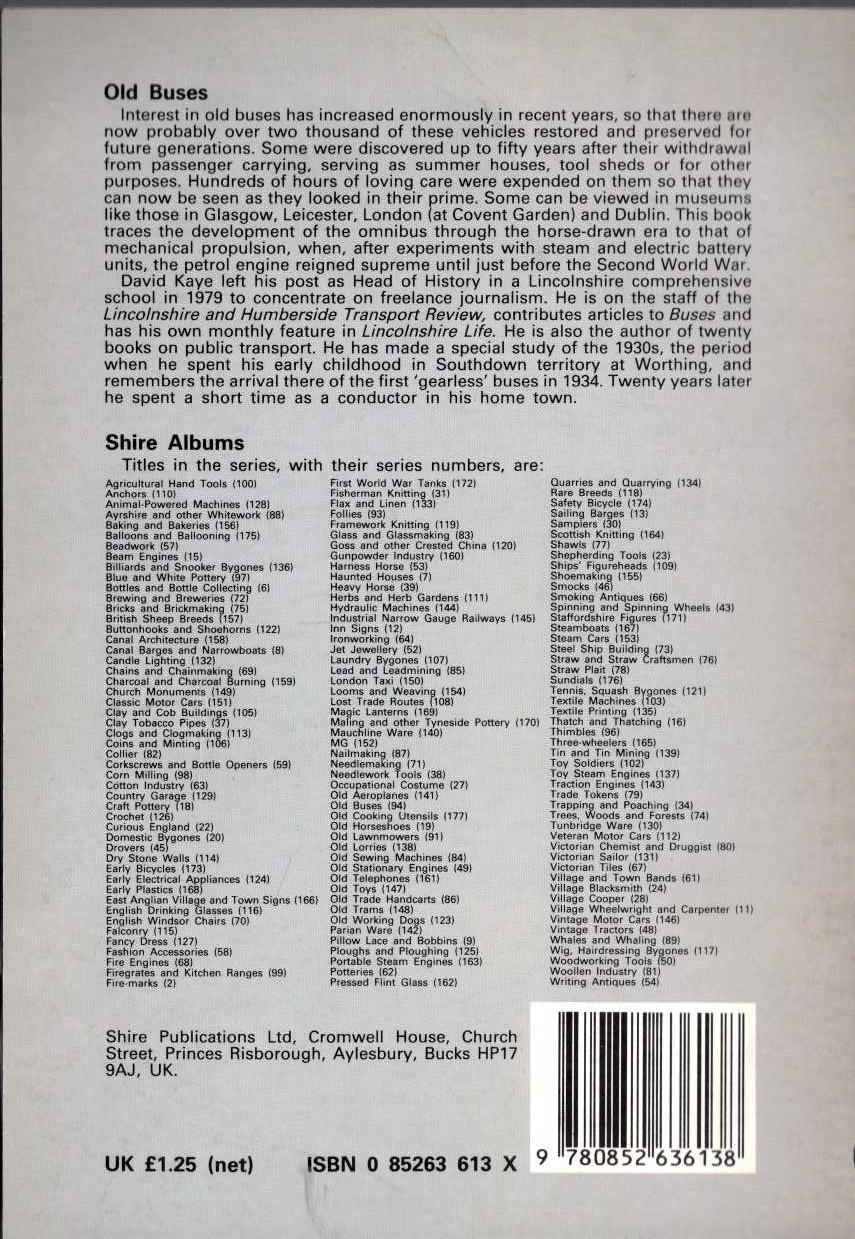 Old Buses
Interest in old buses has increased enormously in recent years, so that there are
now probably over two thousand of these vehicles restored and preserved for
future generations. Some were discovered up to fifty years after their withdrawal
from passenger carrying, serving as summer houses, tool sheds or for other
purposes. Hundreds of hours of loving care were expended on them so that they
can now be seen as they looked in their prime. Some can be viewed in museums
like those in Glasgow, Leicester, London (at Covent Garden) and Dublin. This book
traces the development of the omnibus through the horse-drawn era to that of
mechanical propulsion, when, after experiments with steam and electric battery
units, the petrol engine reigned supreme until just before the Second World War.
David Kaye left his post as Head of History in a Lincolnshire comprehensive
school in 1979 to concentrate on freelance journalism. He is on the staff of the
Lincolnshire and Humberside Transport Review, contributes articles to Buses and
has his own monthly feature in Lincolnshire Life. He is also the author of twenty
books on public transport. He has made a special study of the 1930s, the period
when he spent his early childhood in Southdown territory at Worthing, and
remembers the arrival there of the first 'gearless' buses in 1934. Twenty years later
he spent a short time as a conductor in his home town.
Shire Albums
Titles in the series, with their series numbers, are:
Agricultural Hand Tools (100)
Anchors (110)
Animal-Powered Machines (128)
Ayrshire and other Whitework (88)
Baking and Bakeries (156)
Balloons and Ballooning (175)
Beadwork (57)
Beam Engines (15)
Billiards and Snooker Bygones (136)
Blue and White Pottery (97)
Bottles and Bottle Collecting (6)
Brewing and Breweries (72)
Bricks and Brickmaking (75)
British Sheep Breeds (157)
Buttonhooks and Shoehorns (122)
Canal Architecture (158)
Canal Barges and Narrowboats (8)
Candle Lighting (132)
Chains and Chainmaking (69)
Charcoal and Charcoal Burning (159)
Church Monuments (149)
Classic Motor Cars (151)
Clay and Cob Buildings (105)
Clay Tobacco Pipes (37)
Clogs and Clogmaking (113)
Coins and Minting (106)
Collier (82)
Corkscrews and Bottle Openers (59)
Corn Milling (98)
Cotton Industry (63)
Country Garage (129)
Craft Pottery (18)
Crochet (126)
Curious England (22)
Domestic Bygones (20)
Drovers (45)
Dry Stone Walls (114)
Early Bicycles (173)
Early Electrical Appliances (124)
Early Plastics (168)
East Anglian Village and Town Signs (166)
English Drinking Glasses (116)
English Windsor Chairs (70)
Falconry (115)
Fancy Dress (127)
Fashion Accessories (58)
Fire Engines (68)
Firegrates and Kitchen Ranges (99)
Fire-marks (2)
First World War Tanks (172)
Fisherman Knitting (31)
Flax and Linen (133)
Follies (93)
Framework Knitting (119)
Glass and Glassmaking (83)
Goss and other Crested China (120)
Gunpowder Industry (160)
Harness Horse (53)
Haunted Houses (7)
Heavy Horse (39)
Herbs and Herb Gardens (111)
Hydraulic Machines (144)
Industrial Narrow Gauge Railways (145)
Inn Signs (12)
Ironworking (64)
Jet Jewellery (52)
Laundry Bygones (107)
Lead and Leadmining (85)
London Taxi (150)
Looms and Weaving (154)
Lost Trade Routes (108)
Magic Lanterns (169)
Maling and other Tyneside Pottery (170)
Mauchline Ware (140)
MG (152)
Nailmaking (87)
Needlemaking (71)
Needlework Tools (38)
Occupational Costume (27)
Old Aeroplanes (141)
Old Buses (94)
Old Cooking Utensils (177)
Old Horseshoes (19)
Old Lawnmowers (91)
Old Lorries (138)
Old Sewing Machines (84)
Old Stationary Engines (49)
Old Telephones (161)
Old Toys (147)
Old Trade Handcarts (86)
Old Trams (148)
Old Working Dogs (123)
Parian Ware (142)
Pillow Lace and Bobbins (9)
Ploughs and Ploughing (125)
Portable Steam Engines (163)
Potteries (62)
Pressed Flint Glass (162)
Quarries and Quarrying (134)
Rare Breeds (118)
Safety Bicycle (174)
Sailing Barges (13)
Samplers (30)
Scottish Knitting (164)
Shawls (77)
Shepherding Tools (23)
Ships' Figureheads (109)
Shoemaking (155)
Smocks (46)
Smoking Antiques (66)
Spinning and Spinning Wheels (43)
Staffordshire Figures (171)
Steamboats (167)
Steam Cars (153)
Steel Ship Building (73)
Straw and Straw Craftsmen (76)
Straw Plait (78)
Sundials (176)
Tennis, Squash Bygones (121)
Textile Machines (103)
Textile Printing (135)
Thatch and Thatching (16)
Thimbles (96)
Three-wheelers (165)
Tin and Tin Mining (139)
Toy Soldiers (102)
Toy Steam Engines (137)
Traction Engines (143)
Trade Tokens (79)
Trapping and Poaching (34)
Trees, Woods and Forests (74)
Tunbridge Ware (130)
Veteran Motor Cars (112)
Victorian Chemist and Druggist (80)
Victorian Sailor (131)
Victorian Tiles (67)
Village and Town Bands (61)
Village Blacksmith (24)
Village Cooper (28)
Village Wheelwright and Carpenter (11)
Vintage Motor Cars (146)
Vintage Tractors (48)
Whales and Whaling (89)
Wig, Hairdressing Bygones (117)
Woodworking Tools (50)
Woollen Industry (81)
Writing Antiques (54)
Shire Publications Ltd, Cromwell House, Church
Street, Princes Risborough, Aylesbury, Bucks HP17
9AJ, UK.
UK £1.25 (net) ISBN 0 85263 613 X
9 780852 636138